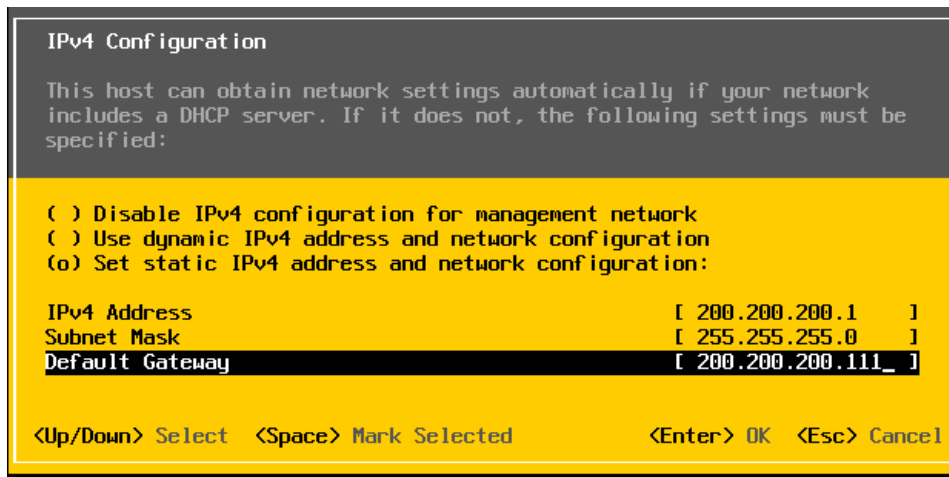 IPv4 Configuration
This host can obtain network settings automatically if your network
includes a DHCP server. If it does not, the following settings must be
specified:
( ) Disable IPv4 configuration for management network
( ) Use dynamic IPv4 address and network configuration
(o) Set static IPv4 address and network configuration:
IPv4 Address [ 200.200.200.1 ]
Subnet Mask [ 255.255.255.0 ]
Default Gateway [ 200.200.200.111_ ]
<Up/Down> Select <Space> Mark Selected <Enter> OK <Esc> Cancel